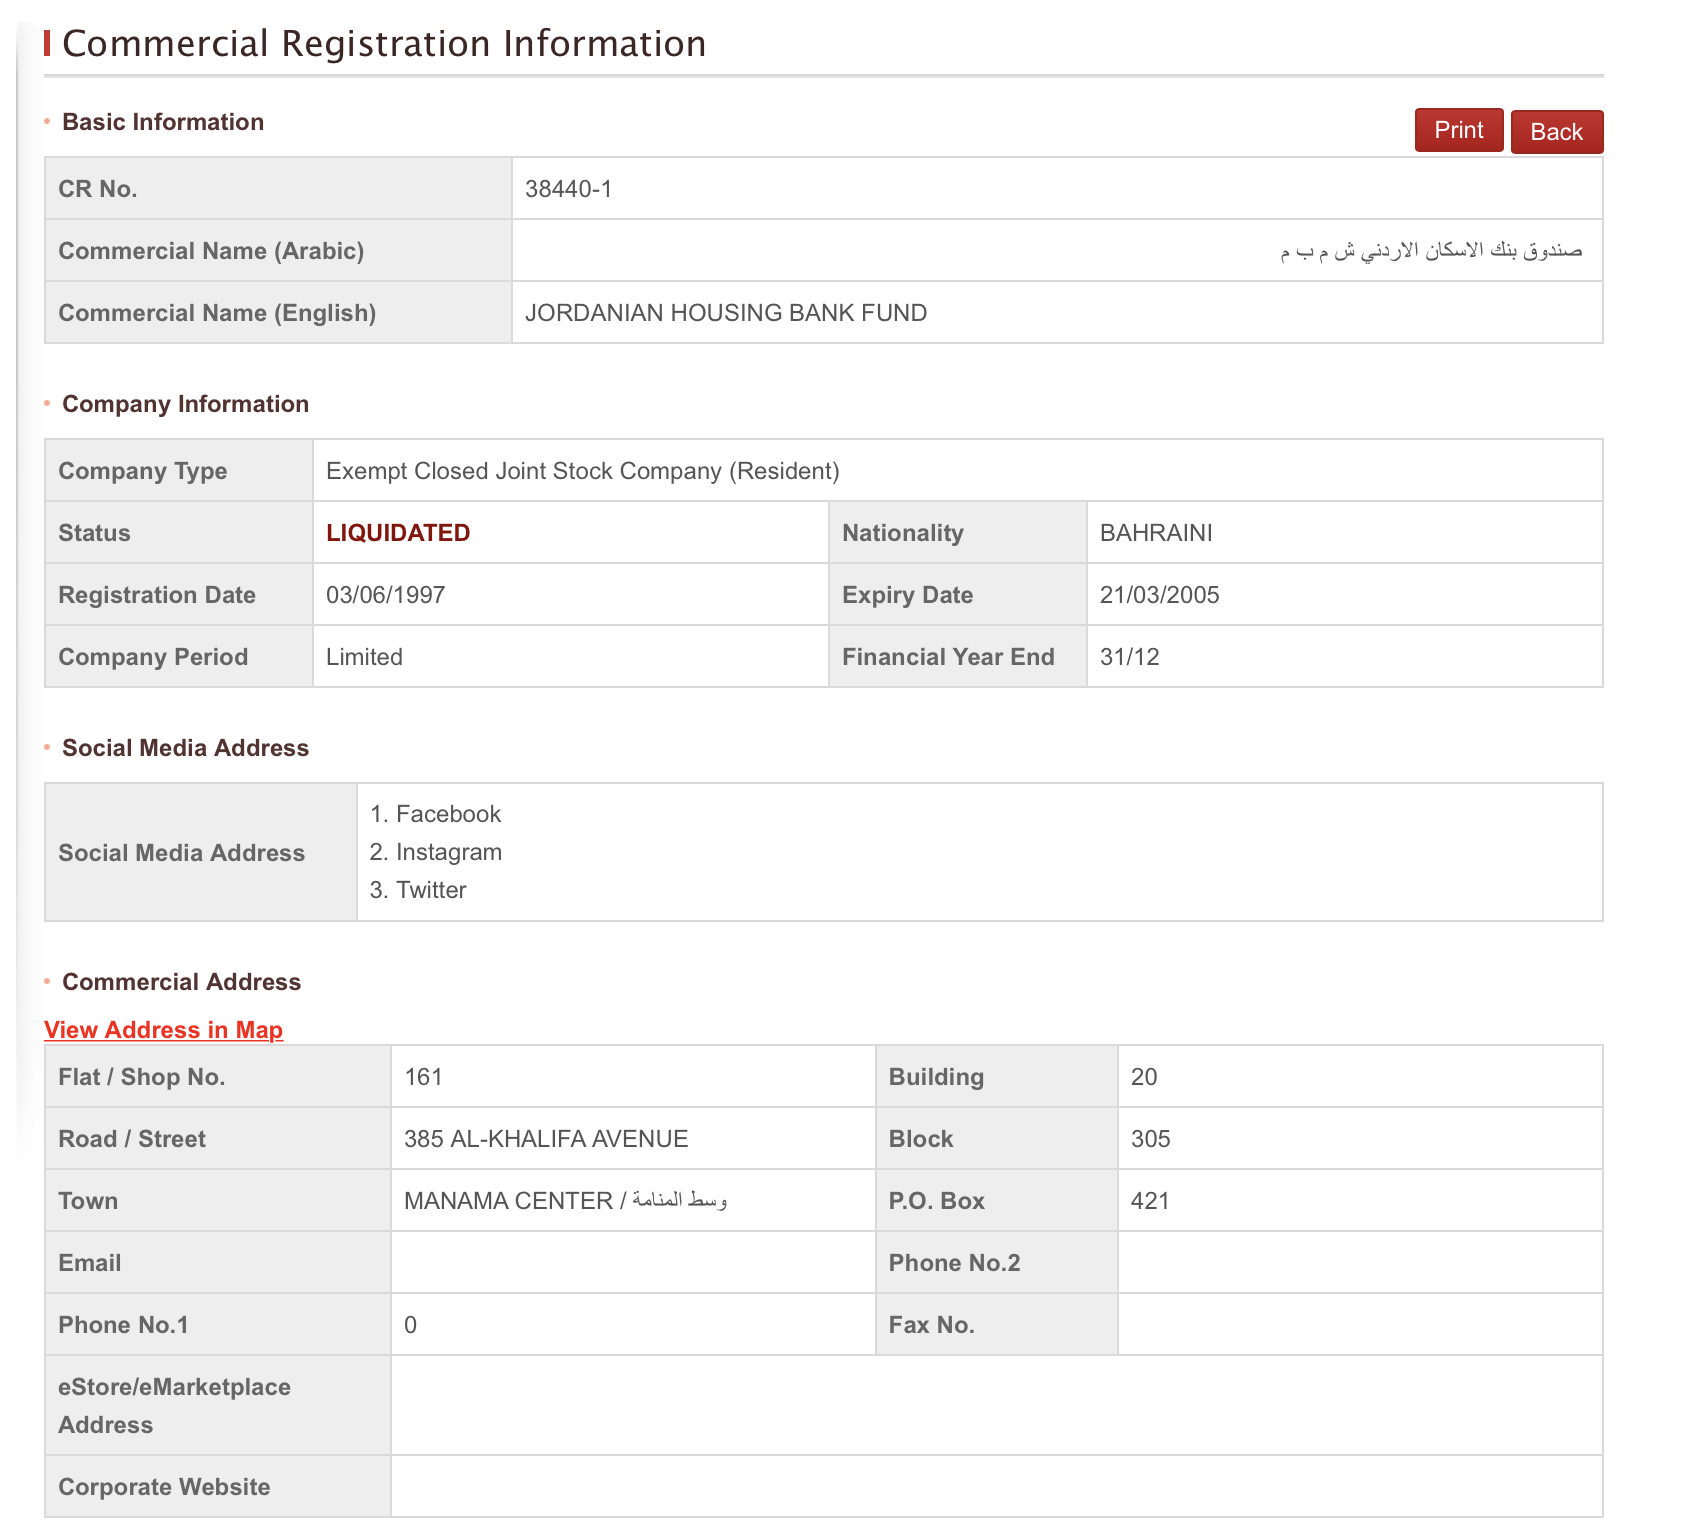 Commercial Registration Information
Basic Information
Print Back
CR No. 38440-1
Commercial Name (Arabic) صندوق بنك الاسكان الاردني ش م ب م
Commercial Name (English) JORDANIAN HOUSING BANK FUND
Company Information
Company Type Exempt Closed Joint Stock Company (Resident)
Status LIQUIDATED Nationality BAHRAINI
Registration Date 03/06/1997 Expiry Date 21/03/2005
Company Period Limited Financial Year End 31/12
Social Media Address
Social Media Address
1. Facebook
2. Instagram
3. Twitter
Commercial Address
View Address in Map
Flat / Shop No. 161 Building 20
Road / Street 385 AL-KHALIFA AVENUE Block 305
Town MANAMA CENTER / وسط المنامة P.O. Box 421
Email Phone No.2
Phone No.1 0 Fax No.
eStore/eMarketplace
Address
Corporate Website